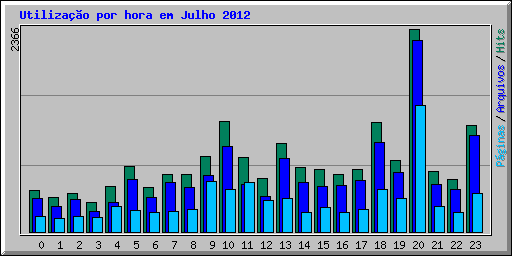 Utilização por hora em Julho 2012
2366
Páginas / Arquivos / Hits
0 1 2 3 4 5 6 7 8 9 10 11 12 13 14 15 16 17 18 19 20 21 22 23